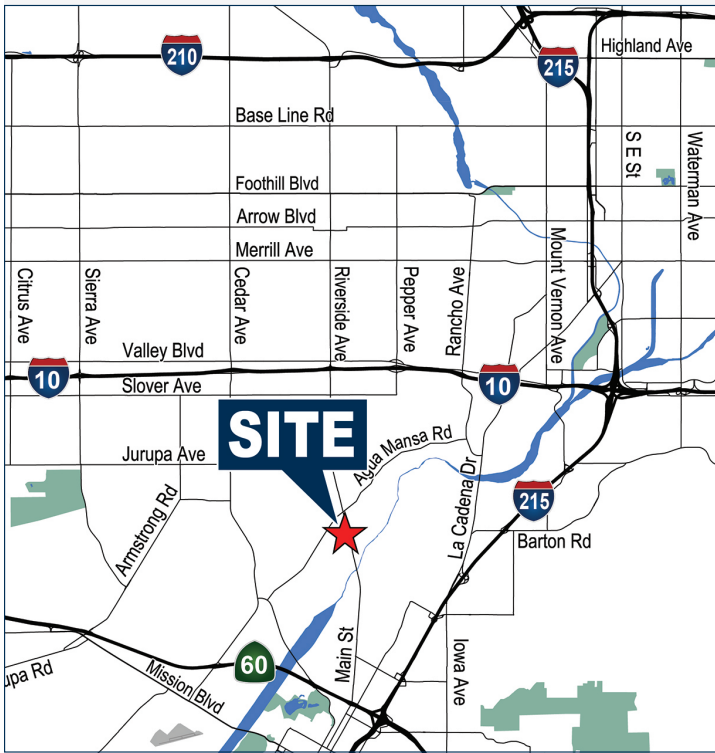 210
215
Highland Ave
Base Line Rd
S E St
Waterman Ave
Foothill Blvd
Arrow Blvd
Merrill Ave
Mount Vernon Ave
Citrus Ave
Sierra Ave
Cedar Ave
Riverside Ave
Pepper Ave
Rancho Ave
Valley Blvd
10
Slover Ave
10
SITE
Agua Mansa Rd
Jurupa Ave
La Cadena Dr
215
Armstrong Rd
Barton Rd
60
Main St
Iowa Ave
upa Rd
Mission Blvd